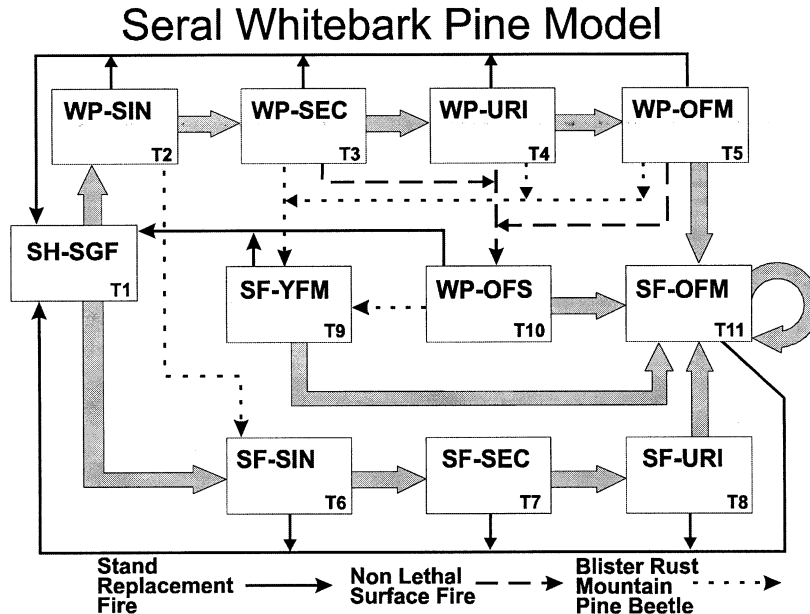 Seral Whitebark Pine Model
WP-SIN
T2
WP-SEC
T3
WP-URI
T4
WP-OFM
T5
SH-SGF
T1
SF-YFM
T9
WP-OFS
T10
SF-OFM
T11
SF-SIN
T6
SF-SEC
T7
SF-URI
T8
Stand
Replacement
Fire
Non Lethal
Surface Fire
Blister Rust
Mountain
Pine Beetle